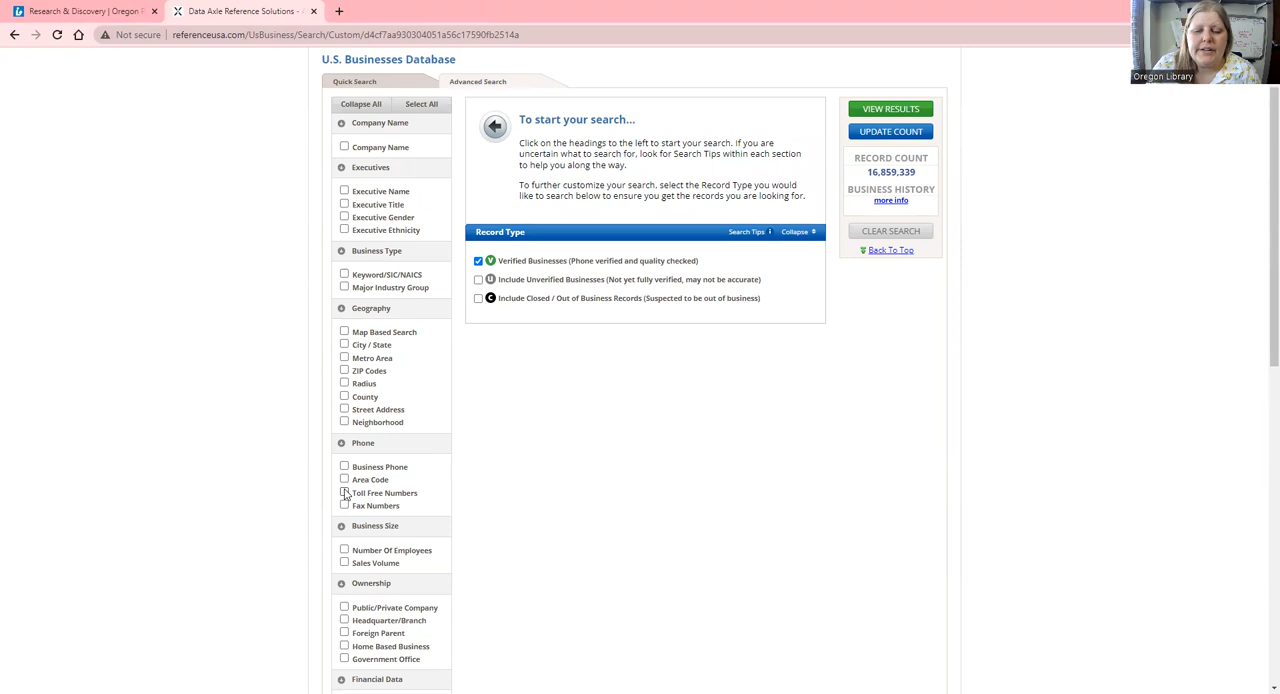 Research & Discovery | Oregon P
Data Axle Reference Solutions - A
Not secure
referenceusa.com/UsBusiness/Search/Custom/d4cf7aa930304051a56c17590fb2514a
Oregon Library
U.S. Businesses Database
Quick Search
Advanced Search
Collapse All
Select All
Company Name
Company Name
Executives
Executive Name
Executive Title
Executive Gender
Executive Ethnicity
Business Type
Keyword/SIC/NAICS
Major Industry Group
Geography
Map Based Search
City / State
Metro Area
ZIP Codes
Radius
County
Street Address
Neighborhood
Phone
Business Phone
Area Code
Toll Free Numbers
Fax Numbers
Business Size
Number Of Employees
Sales Volume
Ownership
Public/Private Company
Headquarter/Branch
Foreign Parent
Home Based Business
Government Office
Financial Data
To start your search...
Click on the headings to the left to start your search. If you are
uncertain what to search for, look for Search Tips within each section
to help you along the way.
To further customize your search, select the Record Type you would
like to search below to ensure you get the records you are looking for.
Record Type
Search Tips
Collapse
V Verified Businesses (Phone verified and quality checked)
U Include Unverified Businesses (Not yet fully verified, may not be accurate)
C Include Closed / Out of Business Records (Suspected to be out of business)
VIEW RESULTS
UPDATE COUNT
RECORD COUNT
16,859,339
BUSINESS HISTORY
more info
CLEAR SEARCH
Back To Top